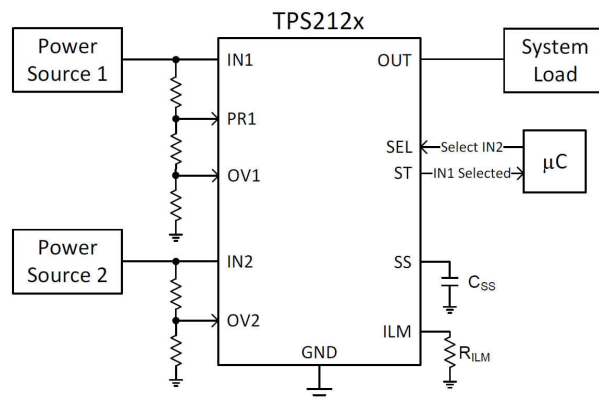 TPS212x
Power
Source 1
IN1
OUT
System
Load
PR1
SEL
Select IN2
µC
OV1
ST
IN1 Selected
Power
Source 2
IN2
SS
CSS
OV2
ILM
RILM
GND